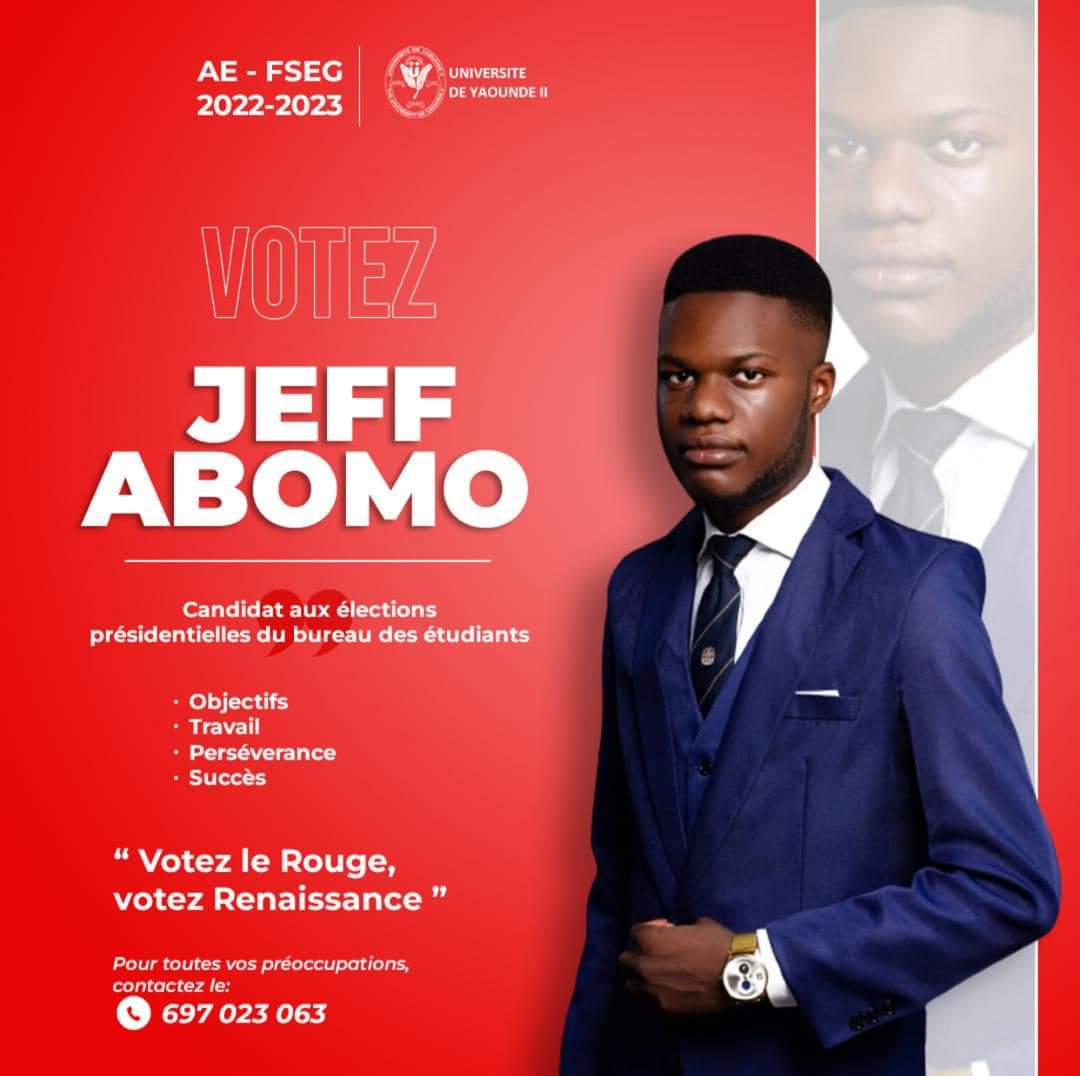 AE - FSEG
2022-2023
UNIVERSITE
DE YAOUNDE II
VOTEZ
JEFF
ABOMO
Candidat aux élections
présidentielles du bureau des étudiants
· Objectifs
· Travail
· Perséverance
· Succès
“ Votez le Rouge,
votez Renaissance ”
Pour toutes vos préoccupations,
contactez le:
697 023 063